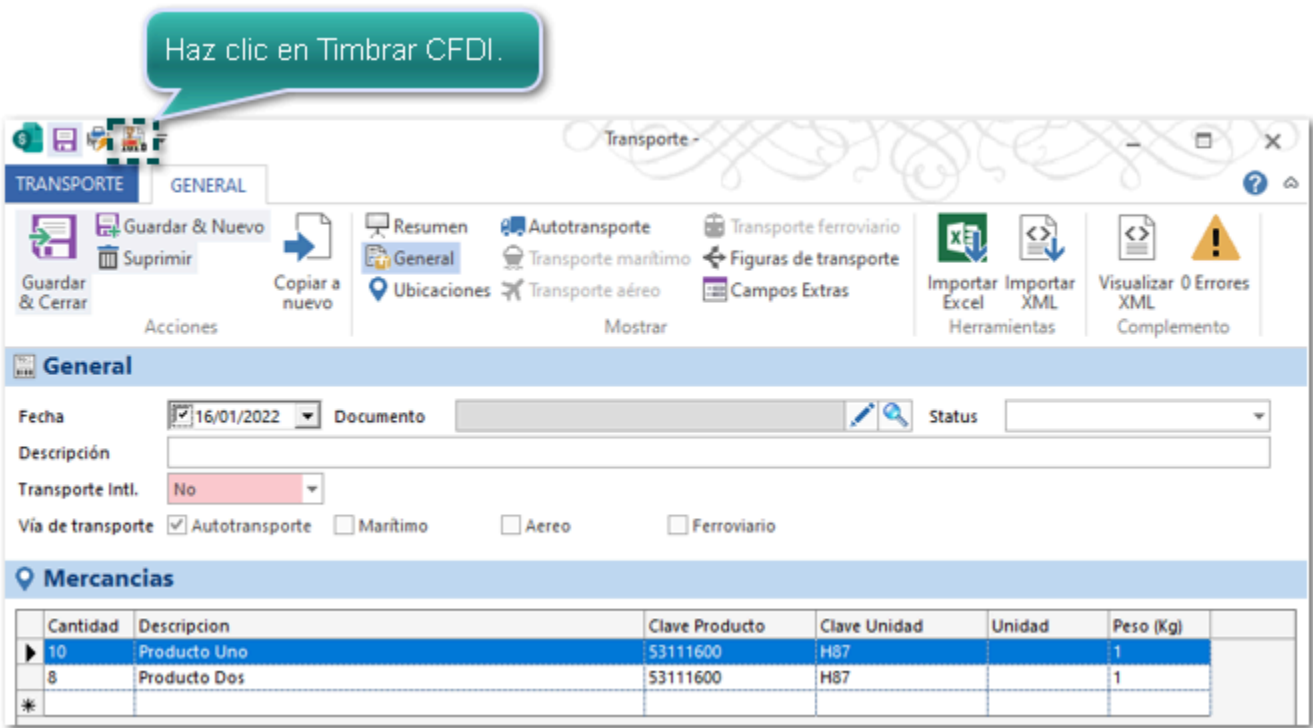 Haz clic en Timbrar CFDI.
Transporte -
TRANSPORTE GENERAL
Guardar & Cerrar
Guardar & Nuevo
Suprimir
Copiar a nuevo
Acciones
Resumen
General
Ubicaciones
Autotransporte
Transporte marítimo
Transporte aéreo
Transporte ferroviario
Figuras de transporte
Campos Extras
Mostrar
Importar Excel
Importar XML
Herramientas
Visualizar XML
0 Errores
Complemento
General
Fecha 16/01/2022 Documento Status
Descripción
Transporte Intl. No
Vía de transporte Autotransporte Marítimo Aereo Ferroviario
Mercancias
Cantidad Descripcion Clave Producto Clave Unidad Unidad Peso (Kg)
10 Producto Uno 53111600 H87 1
8 Producto Dos 53111600 H87 1